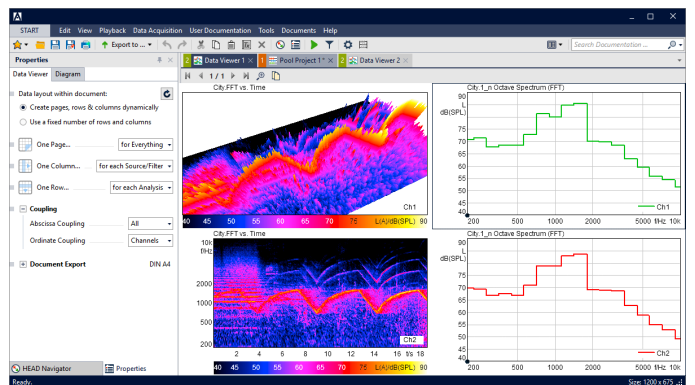 START Edit View Playback Data Acquisition User Documentation Tools Documents Help
Export to ... Search Documentation ...
Properties
2 Data Viewer 1 1 Pool Project 1* 2 Data Viewer 2
Data Viewer Diagram
1 / 1
Data layout within document:
Create pages, rows & columns dynamically
Use a fixed number of rows and columns
One Page... for Everything
One Column... for each Source/Filter
One Row... for each Analysis
Coupling
Abscissa Coupling All
Ordinate Coupling Channels
Document Export DIN A4
HEAD Navigator Properties
Ready. Size: 1200 x 675
City.FFT vs. Time
Ch1
40 45 50 55 60 65 70 75 L(A)/dB(SPL) 90
City.1_n Octave Spectrum (FFT)
90
L
dB(SPL)
75
70
65
60
55
50
45
40
Ch1
200 500 1000 2000 5000 f/Hz 10k
City.FFT vs. Time
10k
f/Hz
2000
1000
500
200
Ch2
2 4 6 8 10 12 14 16 t/s 18
40 45 50 55 60 65 70 75 L(A)/dB(SPL) 90
City.1_n Octave Spectrum (FFT)
90
L
dB(SPL)
75
70
65
60
55
50
45
40
Ch2
200 500 1000 2000 5000 f/Hz 10k